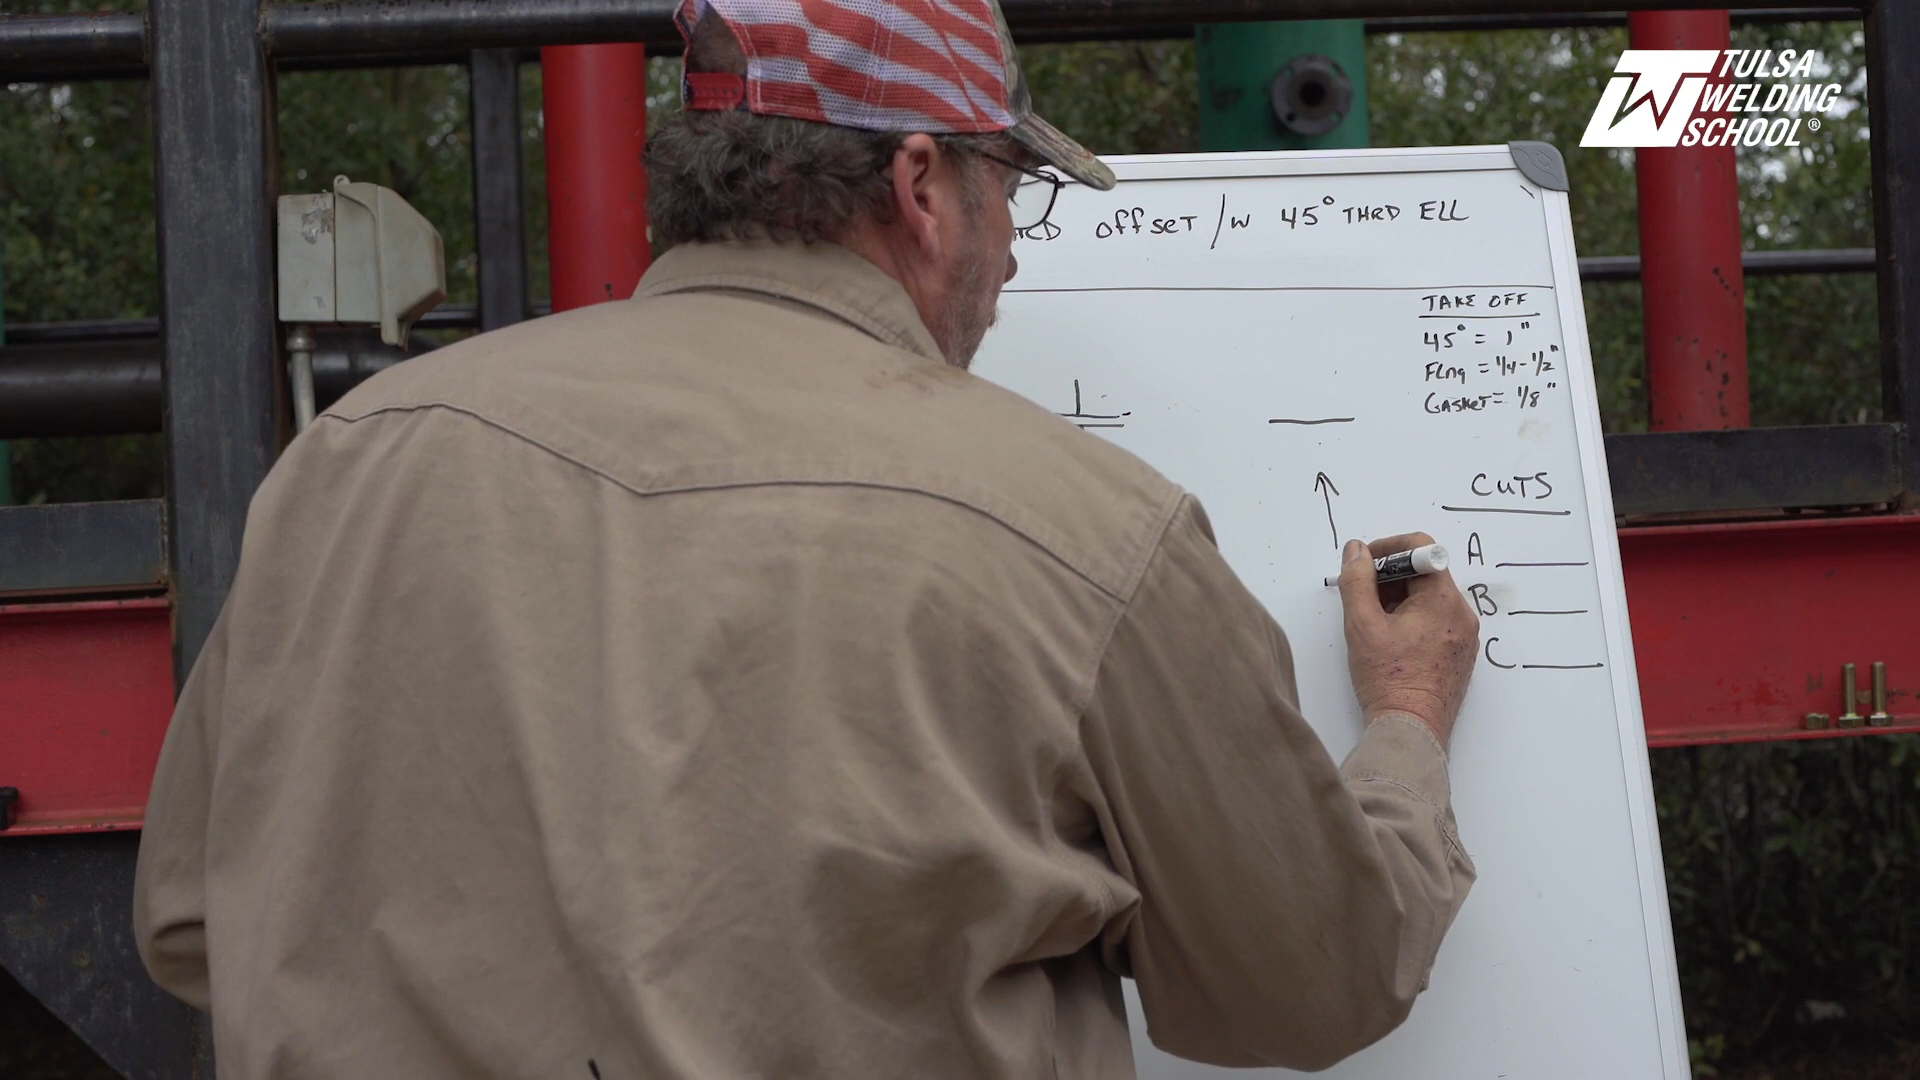 TULSA
WELDING
SCHOOL®
offset /w 45° THRD ELL
TAKE OFF
45° = 1"
FLng = 1/4-1/2"
GASKET = 1/8"
CUTS
A
B
C